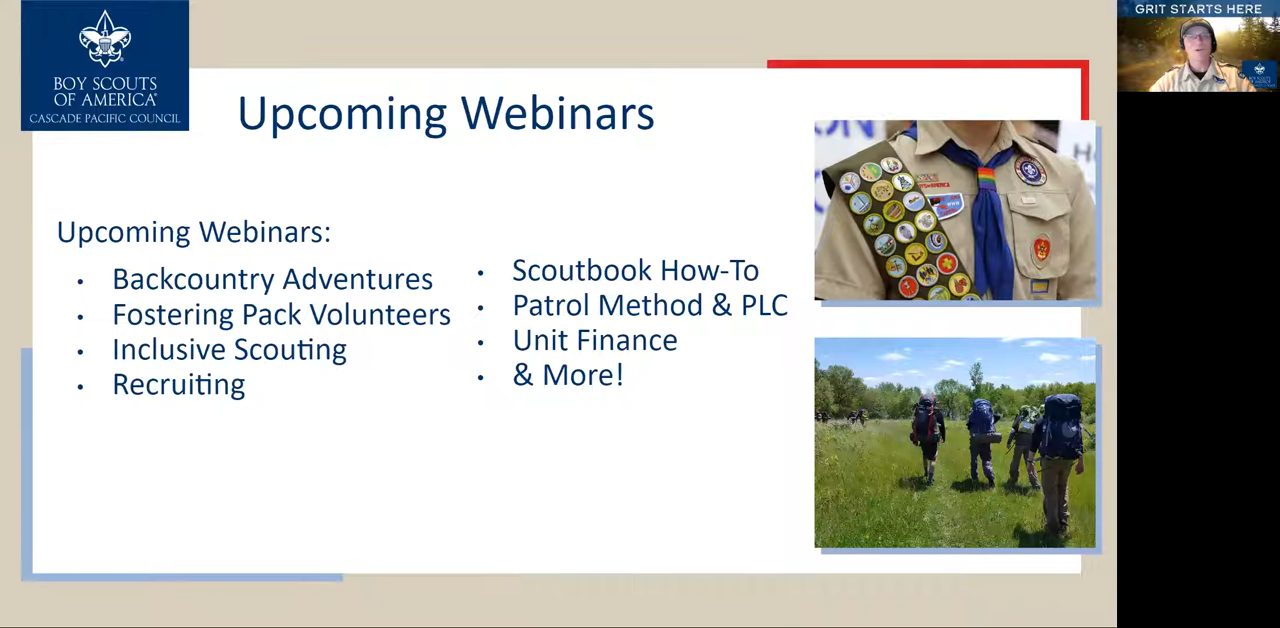 BOY SCOUTS
OF AMERICA®
CASCADE PACIFIC COUNCIL
Upcoming Webinars
Upcoming Webinars:
• Backcountry Adventures
• Fostering Pack Volunteers
• Inclusive Scouting
• Recruiting
• Scoutbook How-To
• Patrol Method & PLC
• Unit Finance
• & More!
GRIT STARTS HERE